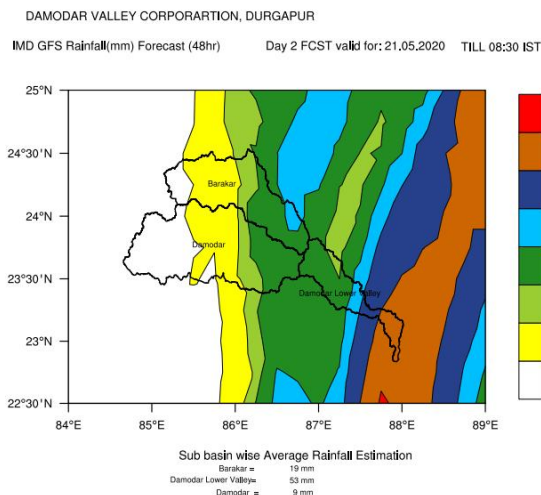 DAMODAR VALLEY CORPORARTION, DURGAPUR
IMD GFS Rainfall(mm) Forecast (48hr) Day 2 FCST valid for: 21.05.2020 TILL 08:30 IST
25°N
24°30'N
24°N
23°30'N
23°N
22°30'N
Barakar
Damodar
Damodar Lower Valley
84°E 85°E 86°E 87°E 88°E 89°E
Sub basin wise Average Rainfall Estimation
Barakar = 19 mm
Damodar Lower Valley= 53 mm
Damodar = 9 mm